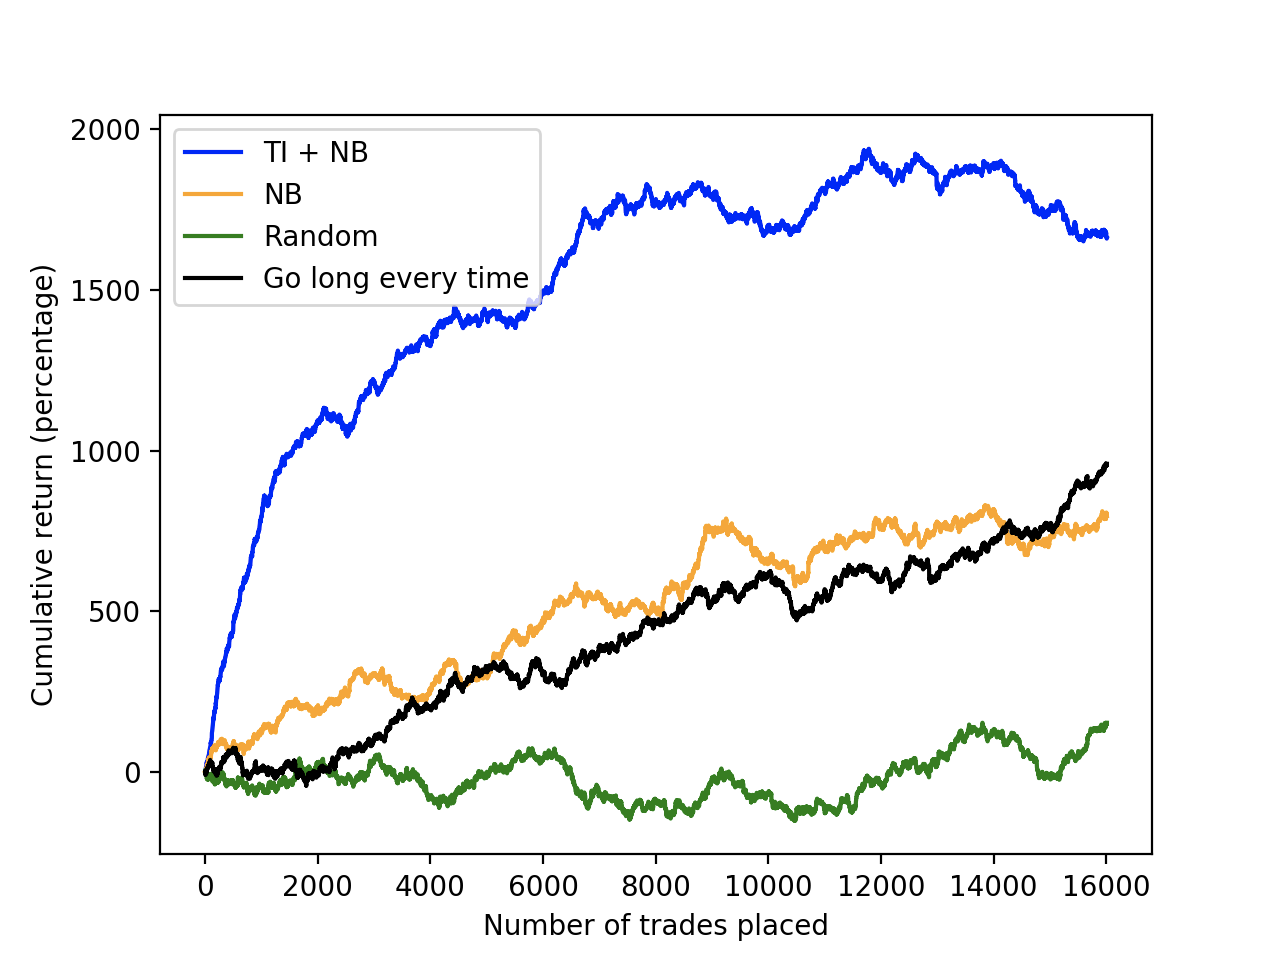 2000
1500
1000
500
0
Cumulative return (percentage)
TI + NB
NB
Random
Go long every time
0 2000 4000 6000 8000 10000 12000 14000 16000
Number of trades placed